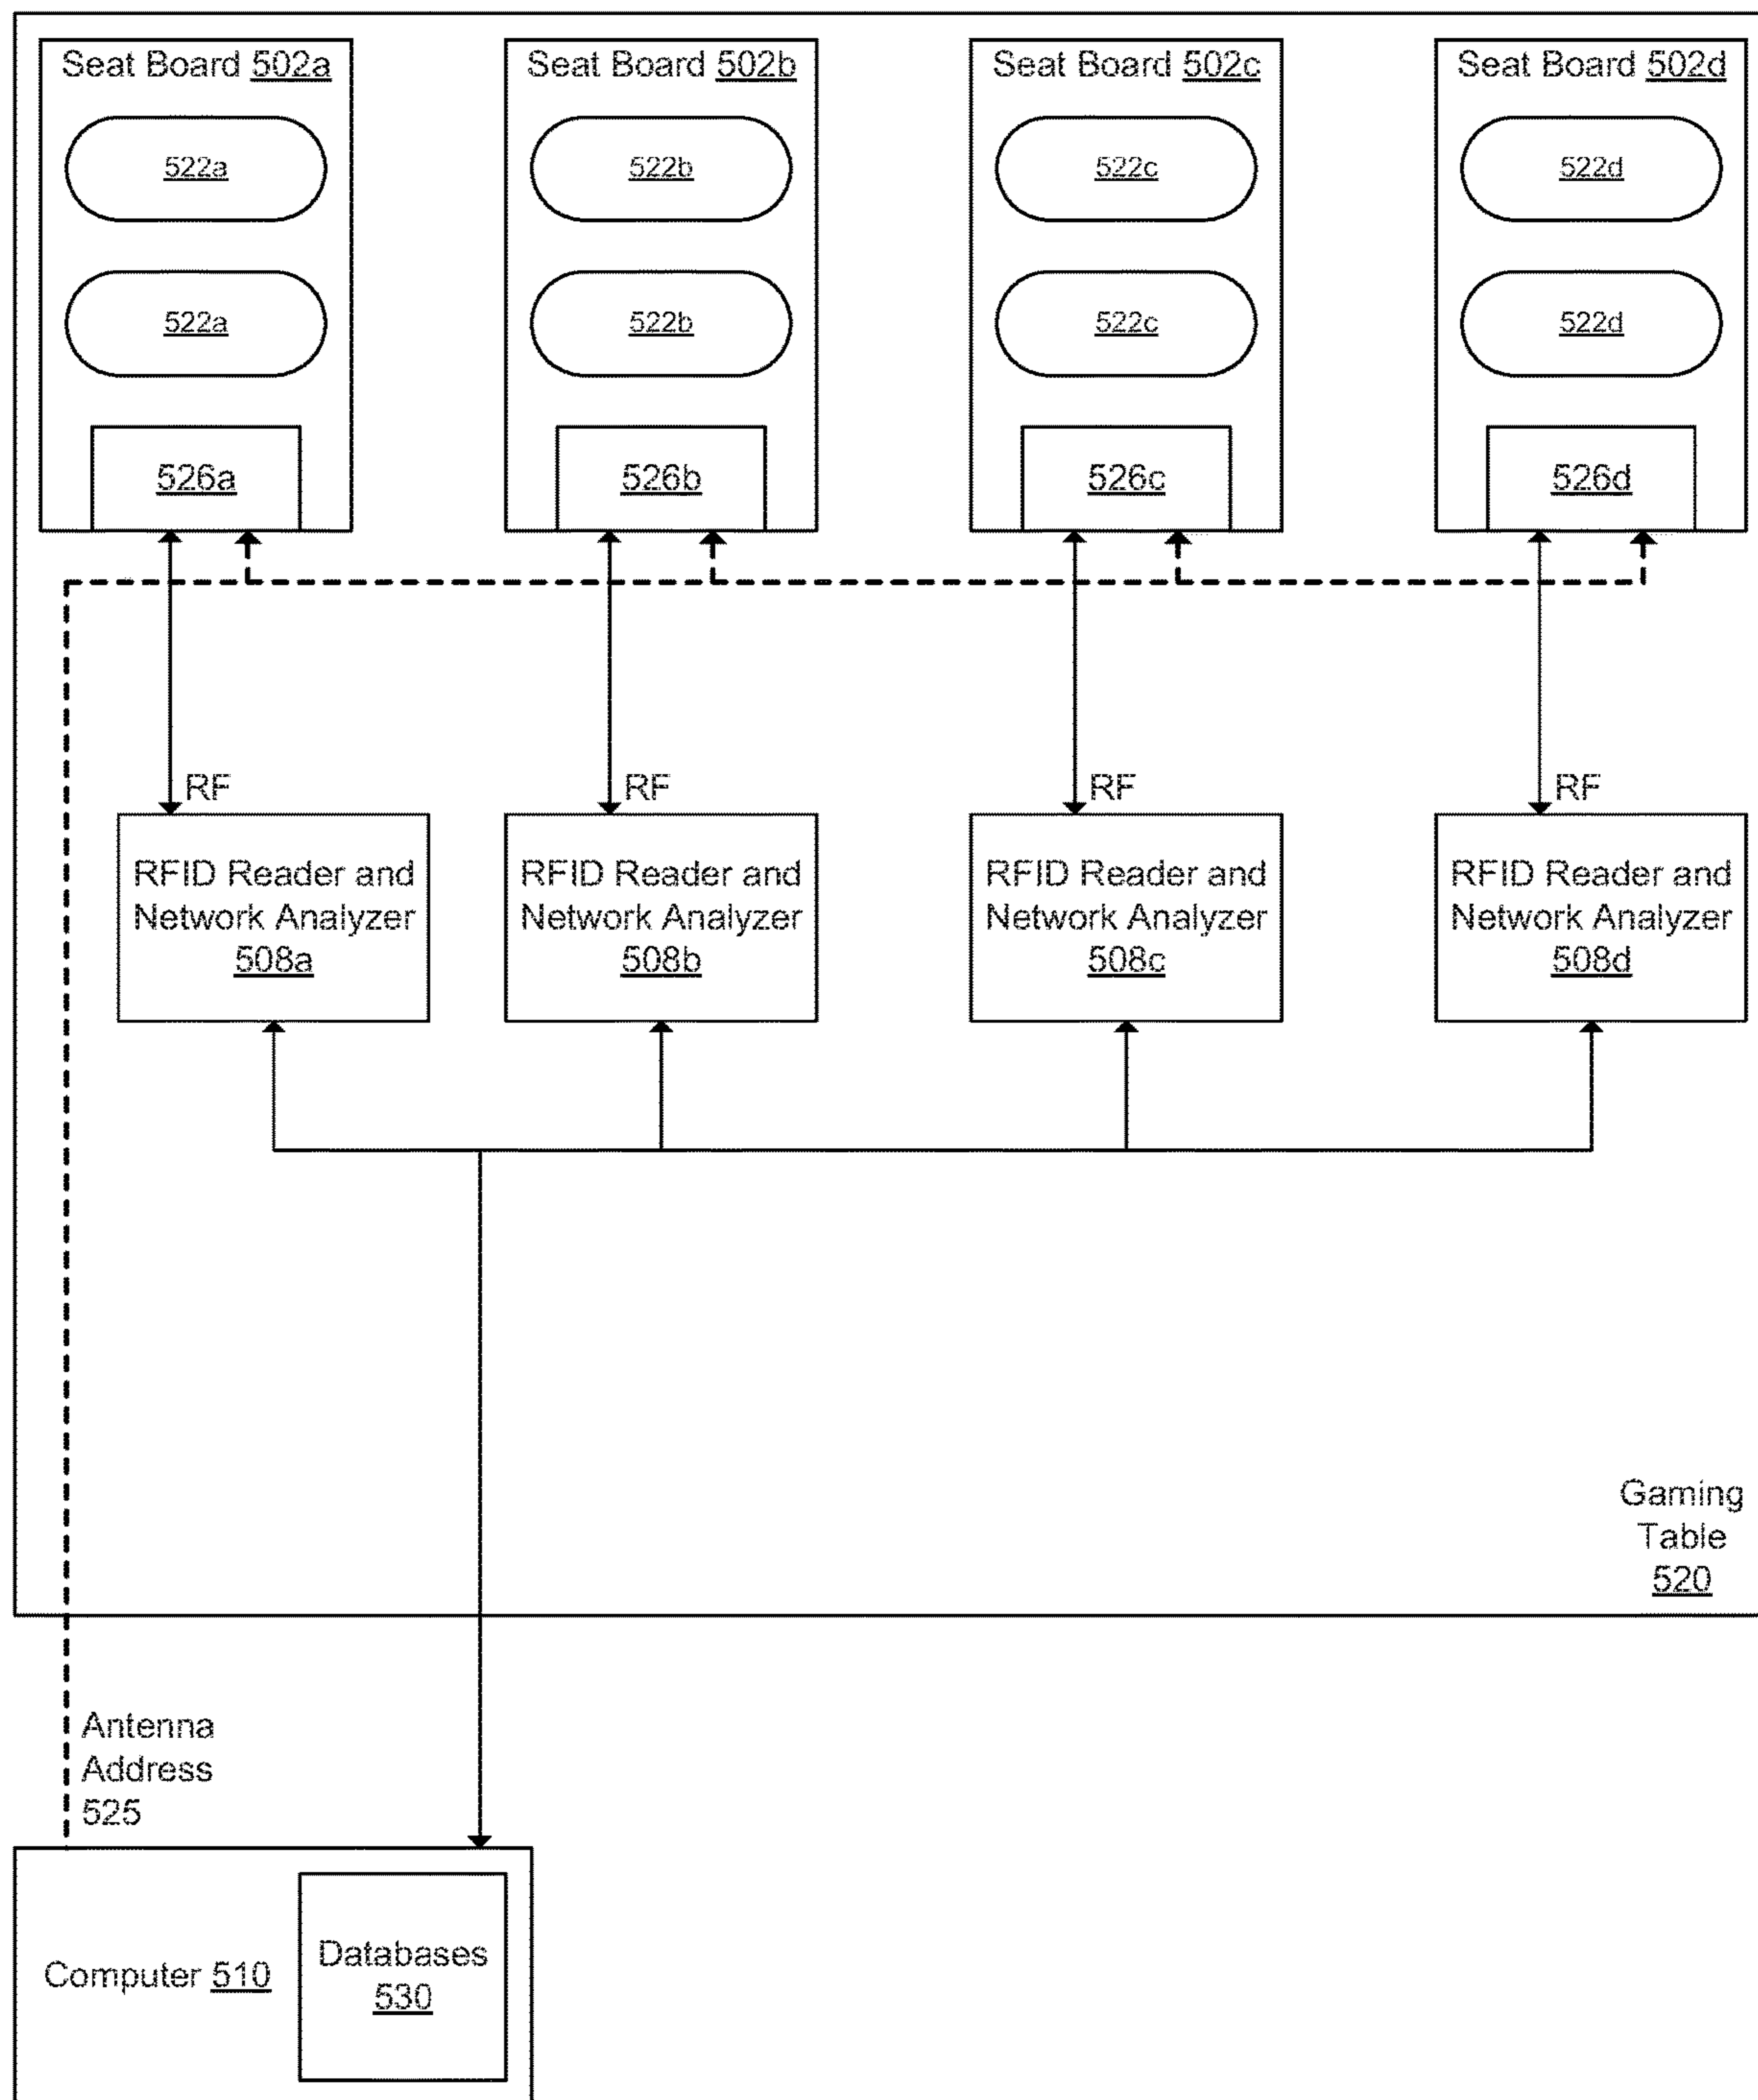 Seat Board 502a
Seat Board 502b
Seat Board 502c
Seat Board 502d
522a
522b
522c
522d
522a
522b
522c
522d
526a
526b
526c
526d
RF
RF
RF
RF
RFID Reader and
Network Analyzer
508a
RFID Reader and
Network Analyzer
508b
RFID Reader and
Network Analyzer
508c
RFID Reader and
Network Analyzer
508d
Gaming
Table
520
Antenna
Address
525
Computer 510
Databases
530